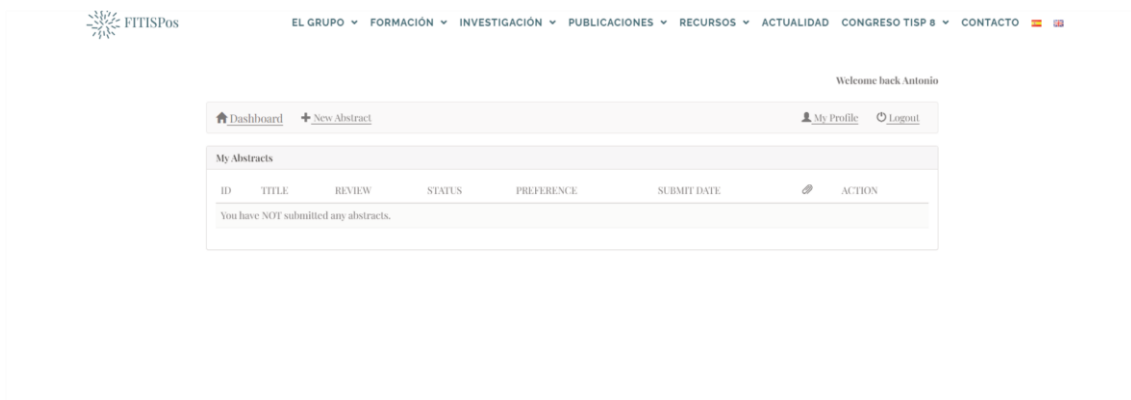 FITISPos EL GRUPO FORMACIÓN INVESTIGACIÓN PUBLICACIONES RECURSOS ACTUALIDAD CONGRESO TISP 8 CONTACTO
Welcome back Antonio
Dashboard New Abstract My Profile Logout
My Abstracts
ID TITLE REVIEW STATUS PREFERENCE SUBMIT DATE ACTION
You have NOT submitted any abstracts.